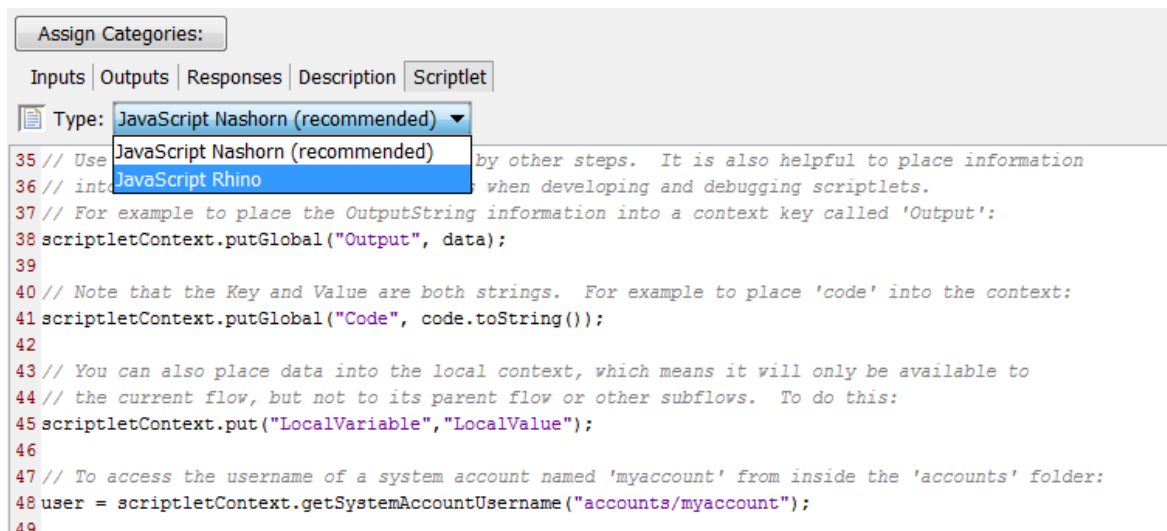 Assign Categories:
Inputs Outputs Responses Description Scriptlet
Type: JavaScript Nashorn (recommended)
JavaScript Nashorn (recommended)
JavaScript Rhino
35 // Use by other steps. It is also helpful to place information
36 // into when developing and debugging scriptlets.
37 // For example to place the OutputString information into a context key called 'Output':
38 scriptletContext.putGlobal("Output", data);
39
40 // Note that the Key and Value are both strings. For example to place 'code' into the context:
41 scriptletContext.putGlobal("Code", code.toString());
42
43 // You can also place data into the local context, which means it will only be available to
44 // the current flow, but not to its parent flow or other subflows. To do this:
45 scriptletContext.put("LocalVariable","LocalValue");
46
47 // To access the username of a system account named 'myaccount' from inside the 'accounts' folder:
48 user = scriptletContext.getSystemAccountUsername("accounts/myaccount");
49